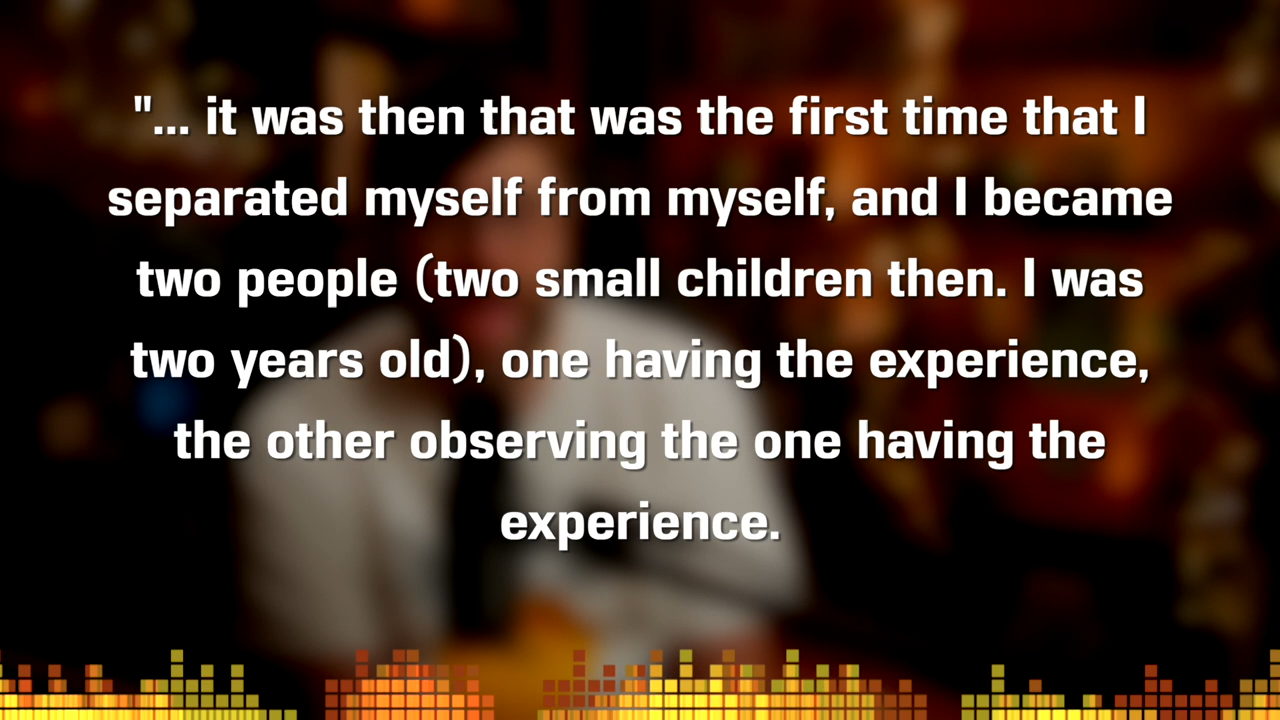 "... it was then that was the first time that I
separated myself from myself, and I became
two people (two small children then. I was
two years old), one having the experience,
the other observing the one having the
experience.